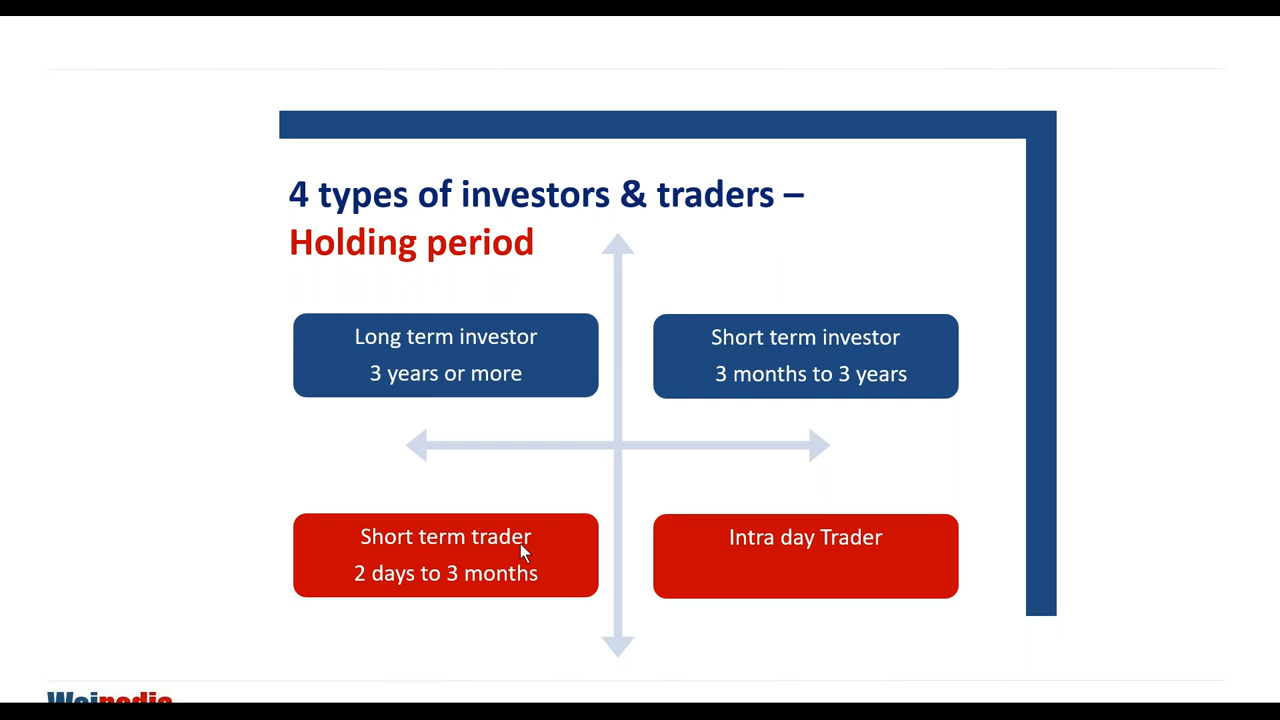 4 types of investors & traders –
Holding period
Long term investor
3 years or more
Short term investor
3 months to 3 years
Short term trader
2 days to 3 months
Intra day Trader